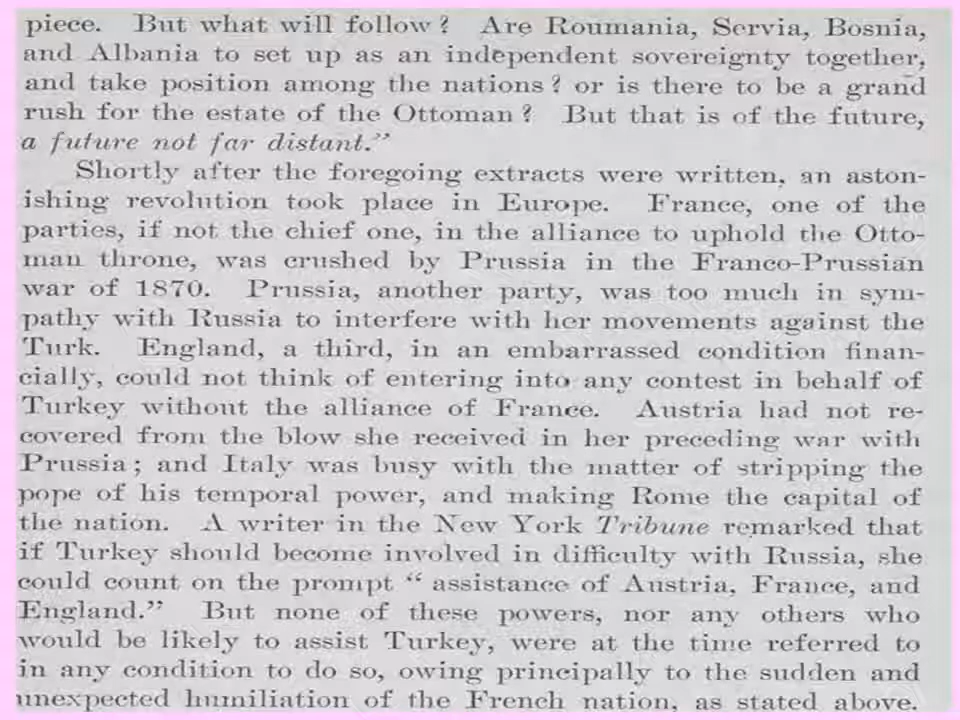 piece. But what will follow? Are Roumania, Servia, Bosnia,
and Albania to set up as an independent sovereignty together,
and take position among the nations? or is there to be a grand
rush for the estate of the Ottoman? But that is of the future,
a future not far distant.”
Shortly after the foregoing extracts were written, an aston-
ishing revolution took place in Europe. France, one of the
parties, if not the chief one, in the alliance to uphold the Otto-
man throne, was crushed by Prussia in the Franco-Prussian
war of 1870. Prussia, another party, was too much in sym-
pathy with Russia to interfere with her movements against the
Turk. England, a third, in an embarrassed condition finan-
cially, could not think of entering into any contest in behalf of
Turkey without the alliance of France. Austria had not re-
covered from the blow she received in her preceding war with
Prussia; and Italy was busy with the matter of stripping the
pope of his temporal power, and making Rome the capital of
the nation. A writer in the New York Tribune remarked that
if Turkey should become involved in difficulty with Russia, she
could count on the prompt “assistance of Austria, France, and
England.” But none of these powers, nor any others who
would be likely to assist Turkey, were at the time referred to
in any condition to do so, owing principally to the sudden and
unexpected humiliation of the French nation, as stated above.